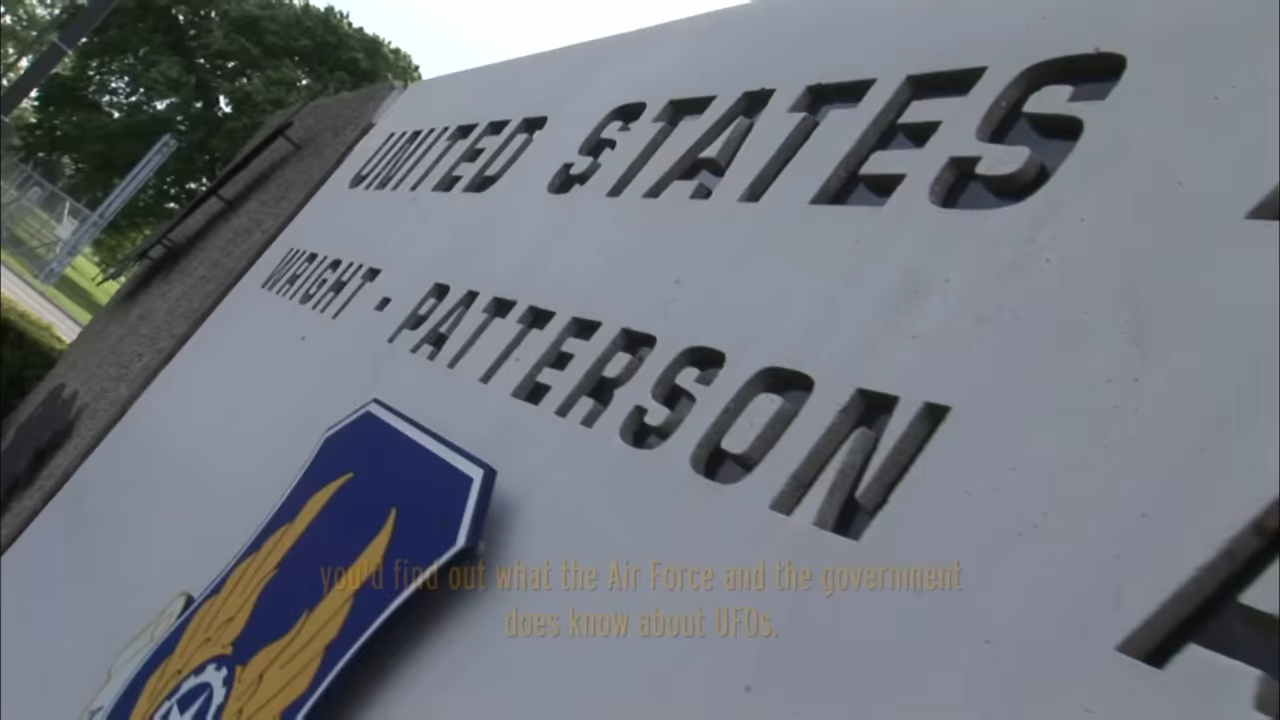 UNITED STATES
WRIGHT - PATTERSON
you'd find out what the Air Force and the government
does know about UFOs.